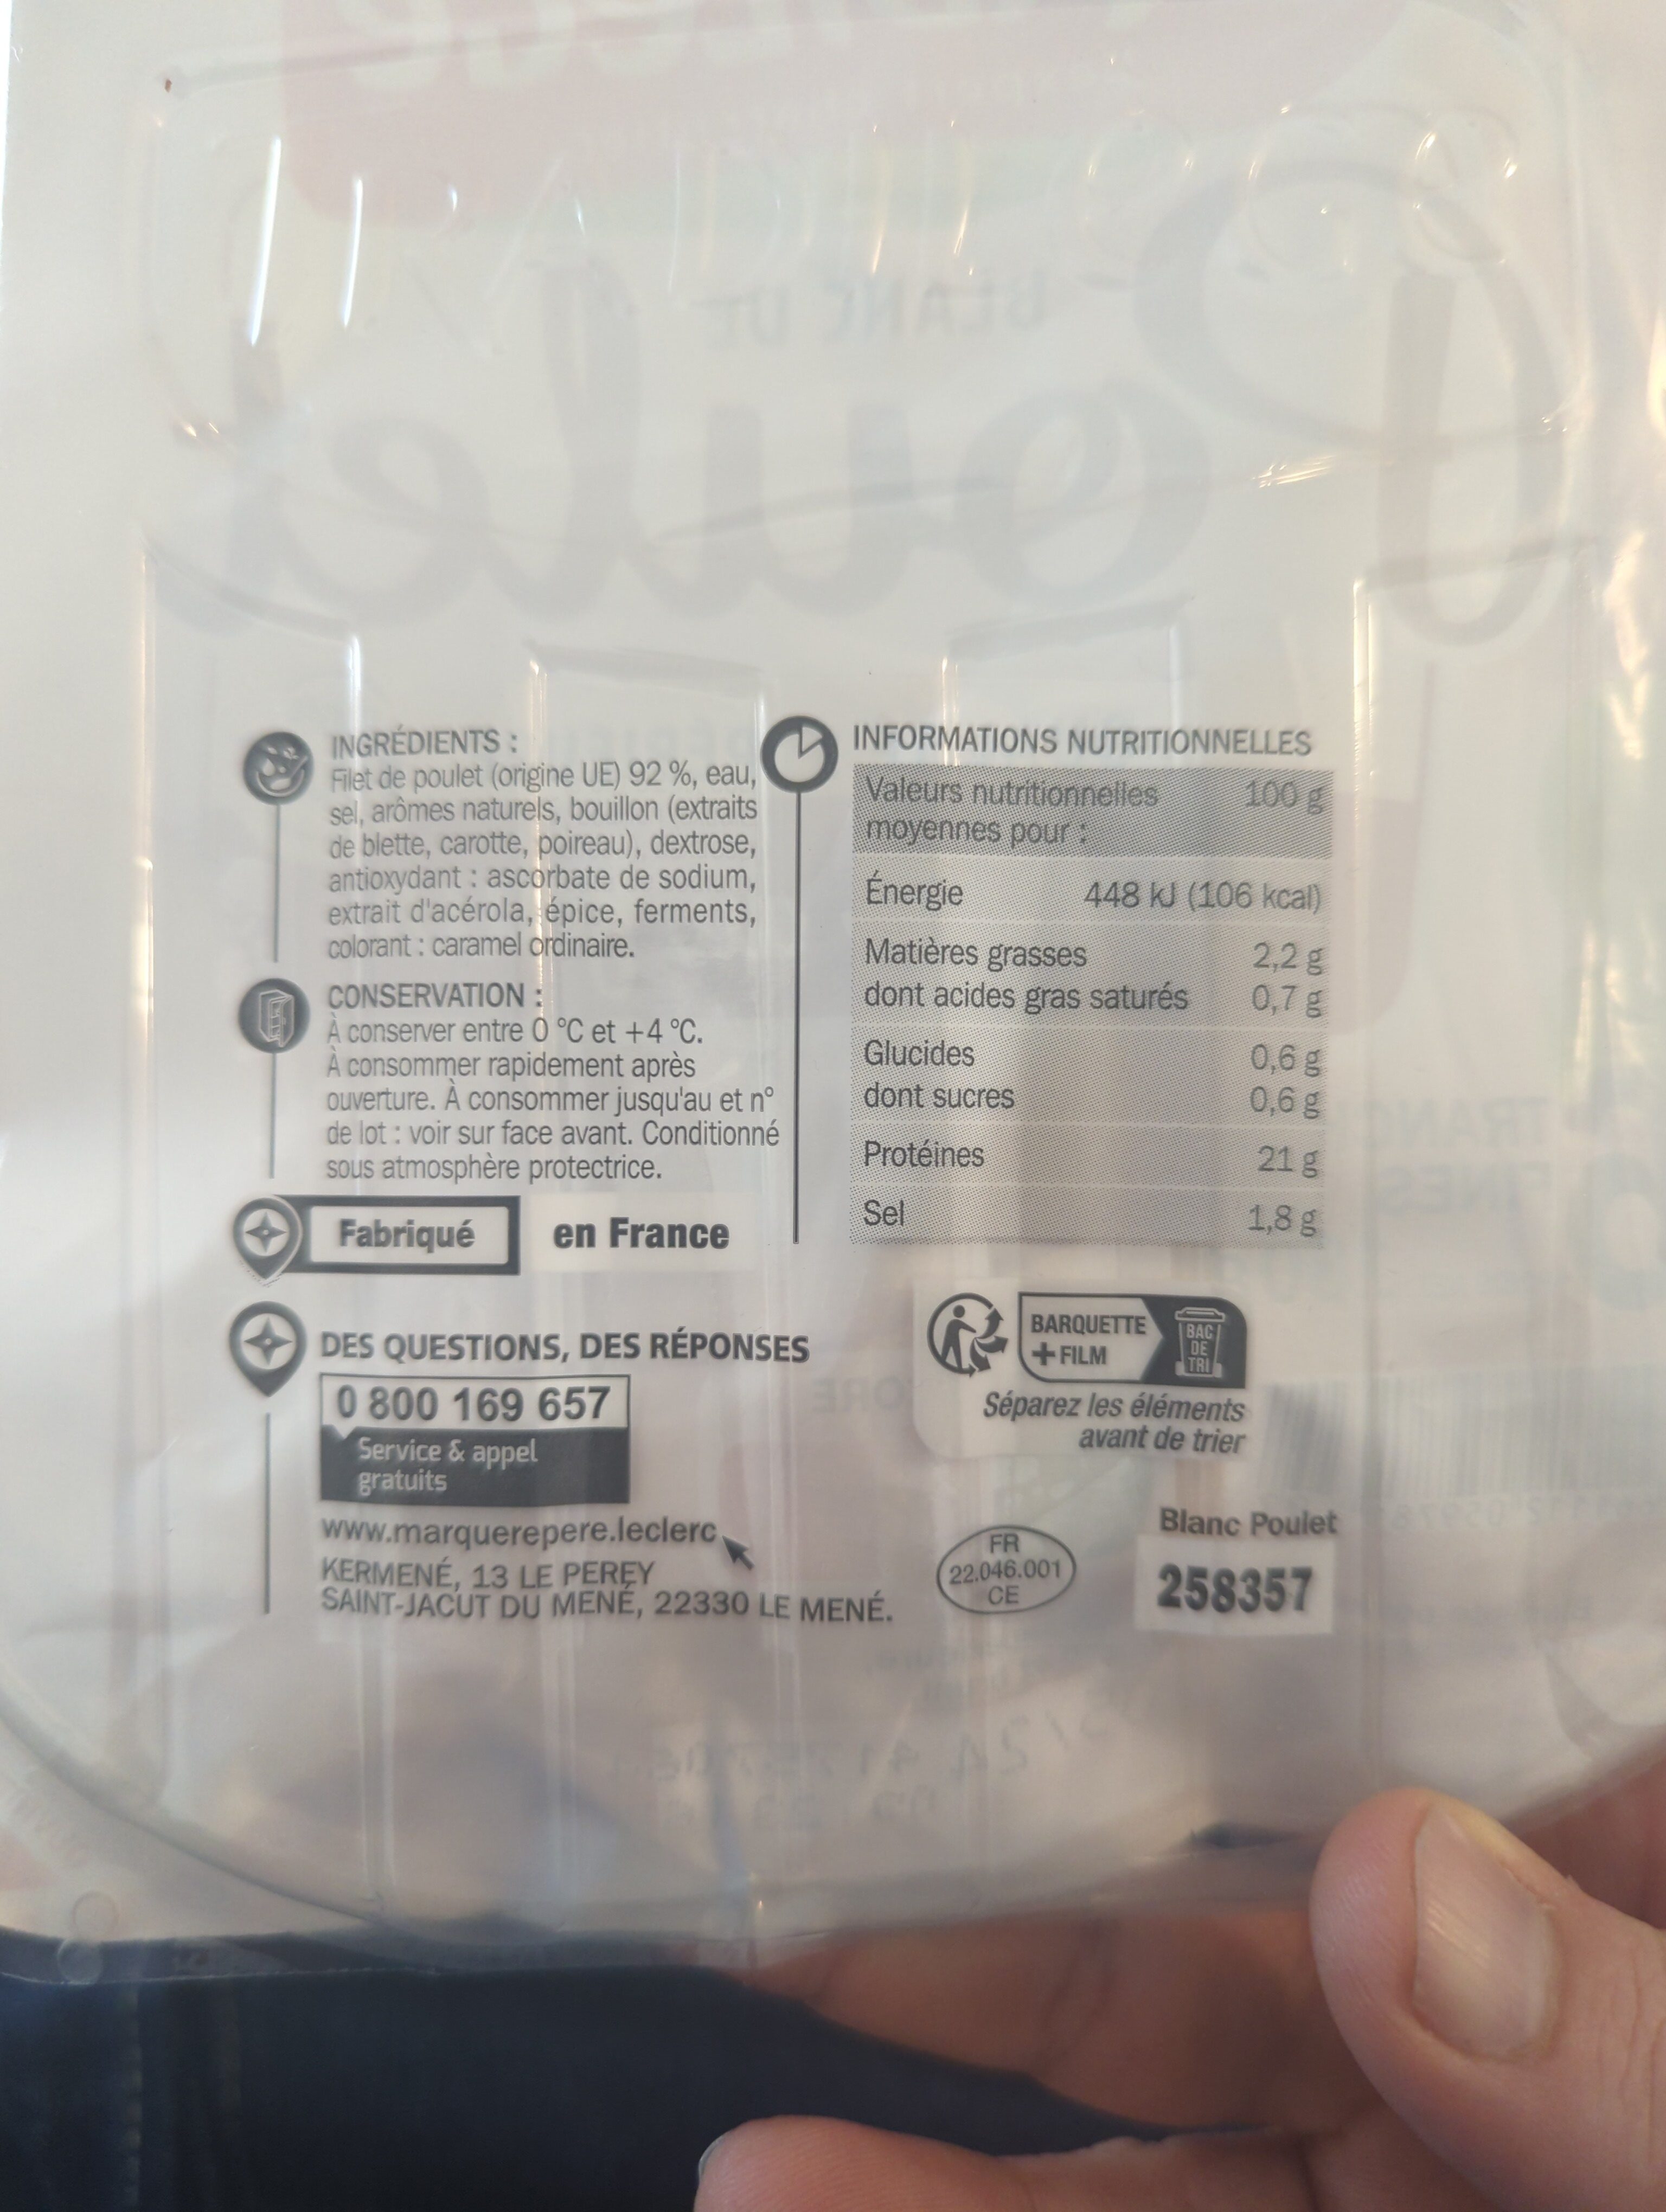 INGRÉDIENTS :
Filet de poulet (origine UE) 92 %, eau,
sel, arômes naturels, bouillon (extraits
de blette, carotte, poireau), dextrose,
antioxydant : ascorbate de sodium,
extrait d'acérola, épice, ferments,
colorant : caramel ordinaire.
CONSERVATION :
À conserver entre 0 °C et +4 °C.
À consommer rapidement après
ouverture. À consommer jusqu'au et n°
de lot : voir sur face avant. Conditionné
sous atmosphère protectrice.
Fabriqué en France
INFORMATIONS NUTRITIONNELLES
Valeurs nutritionnelles 100 g
moyennes pour :
Énergie 448 kJ (106 kcal)
Matières grasses 2,2 g
dont acides gras saturés 0,7 g
Glucides 0,6 g
dont sucres 0,6 g
Protéines 21 g
Sel 1,8 g
DES QUESTIONS, DES RÉPONSES
0 800 169 657
Service & appel
gratuits
www.marquerepere.leclerc
KERMENÉ, 13 LE PEREY
SAINT-JACUT DU MENÉ, 22330 LE MENÉ.
BARQUETTE
+ FILM
BAC
DE
TRI
Séparez les éléments
avant de trier
FR
22.046.001
CE
Blanc Poulet
258357
BLANC DE
Poulet